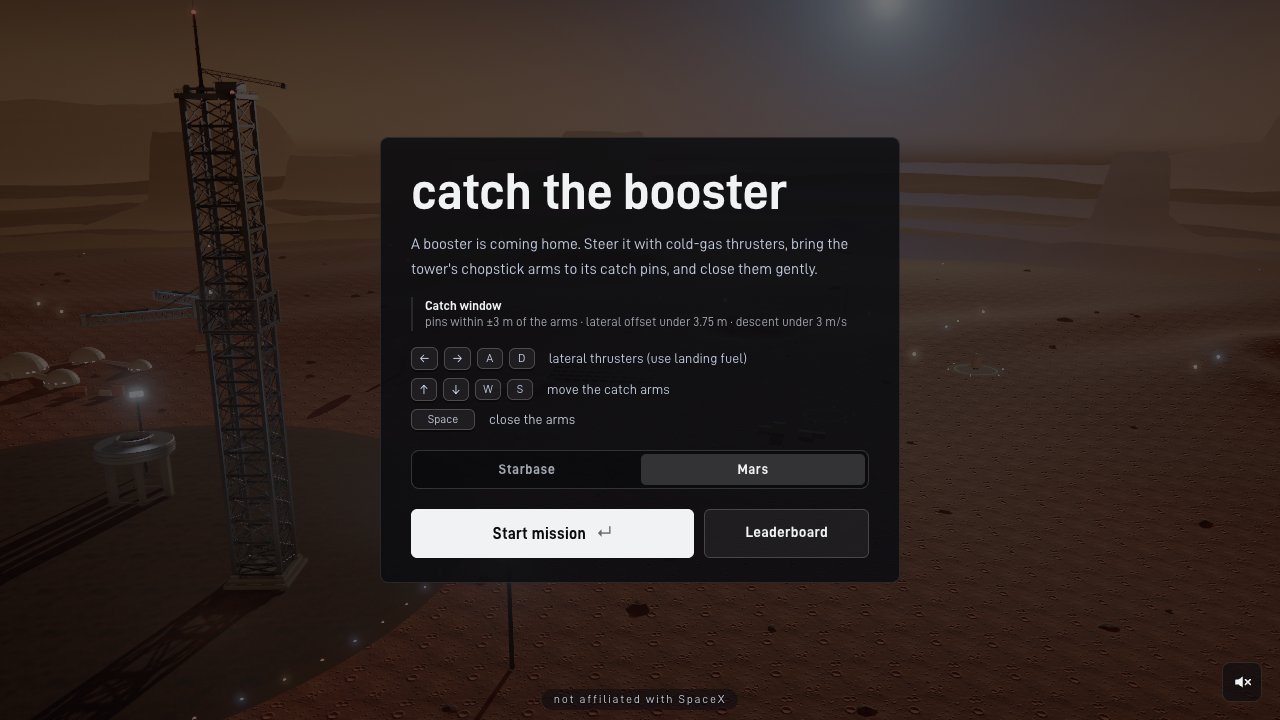 catch the booster
A booster is coming home. Steer it with cold-gas thrusters, bring the
tower's chopstick arms to its catch pins, and close them gently.
Catch window
pins within ±3 m of the arms · lateral offset under 3.75 m · descent under 3 m/s
← → A D lateral thrusters (use landing fuel)
↑ ↓ W S move the catch arms
Space close the arms
Starbase Mars
Start mission ↵ Leaderboard
not affiliated with SpaceX